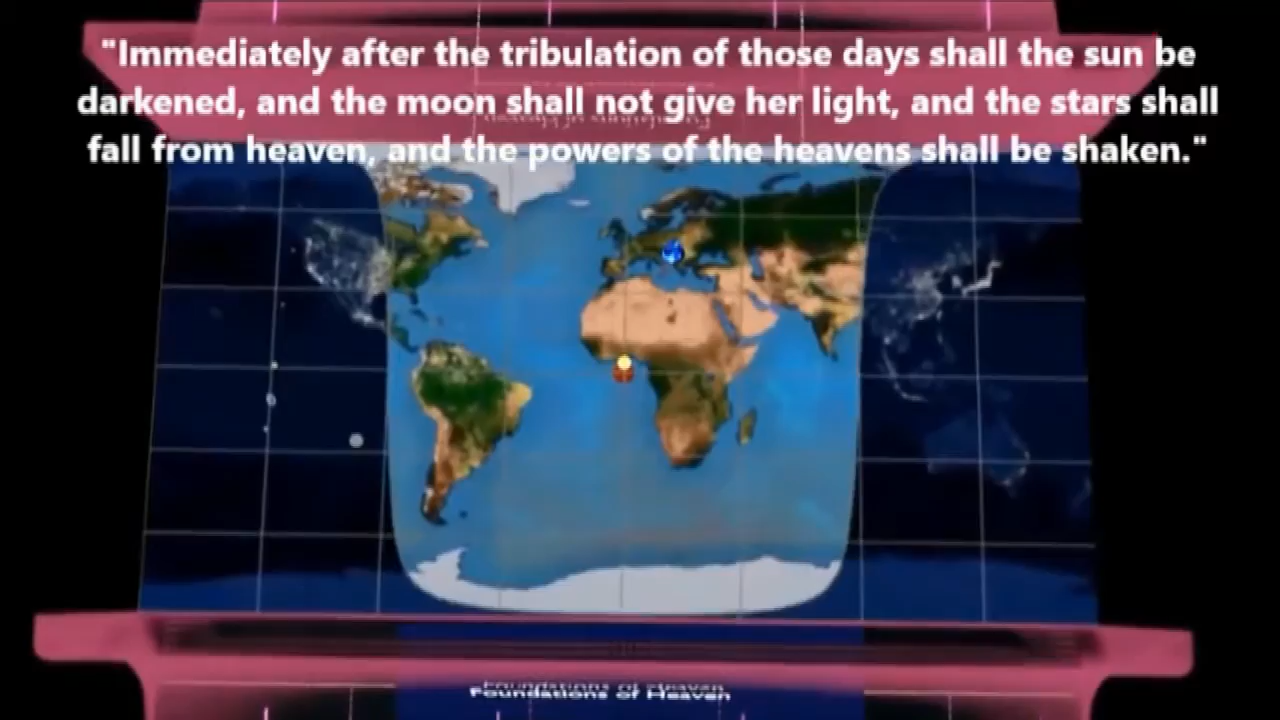 "Immediately after the tribulation of those days shall the sun be
darkened, and the moon shall not give her light, and the stars shall
fall from heaven, and the powers of the heavens shall be shaken."
Foundations of Heaven